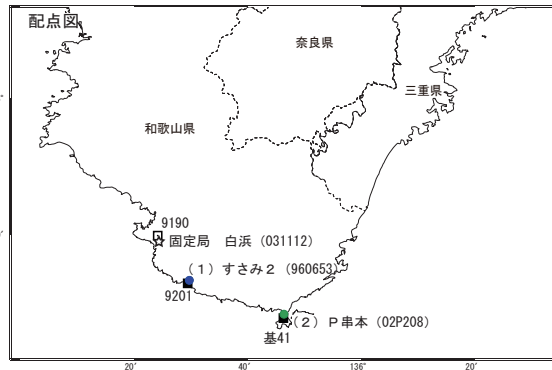 配点図
奈良県
三重県
和歌山県
9190
固定局 白浜（031112）
（1）すさみ2（960653）
9201
（2）P串本（02P208）
基41
20′
40′
136°
20′